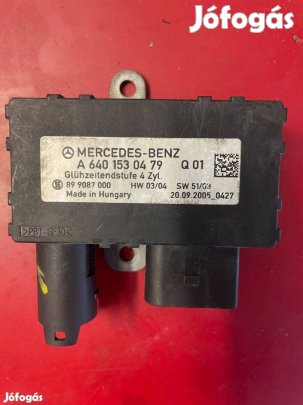 Jófogás
MERCEDES-BENZ
A 640 153 04 79 Q 01
Glühzeitendstufe 4 Zyl.
89 9087 000 HW 03/04 SW 51/03
Made in Hungary 20.09.2005_0427
Jófogás